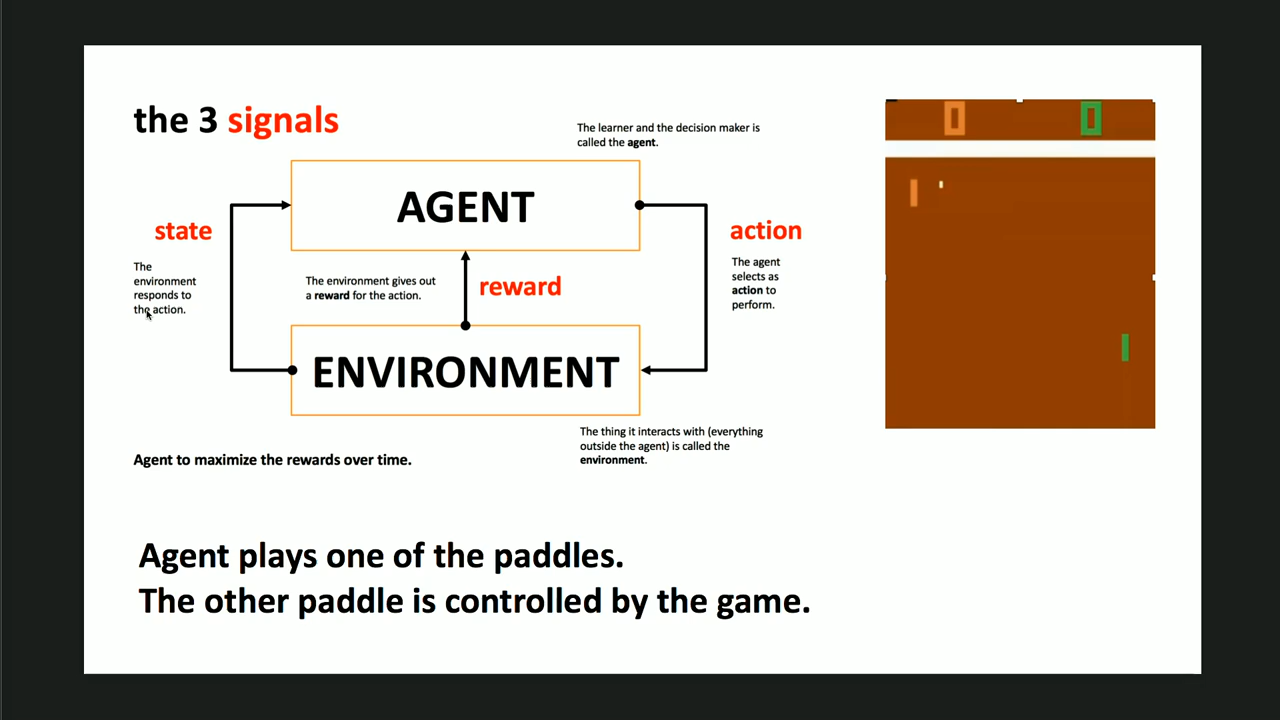 the 3 signals
The learner and the decision maker is
called the agent.
0
0
AGENT
state
action
The
environment
responds to
the action.
The environment gives out
a reward for the action.
reward
The agent
selects as
action to
perform.
ENVIRONMENT
The thing it interacts with (everything
outside the agent) is called the
environment.
Agent to maximize the rewards over time.
Agent plays one of the paddles.
The other paddle is controlled by the game.